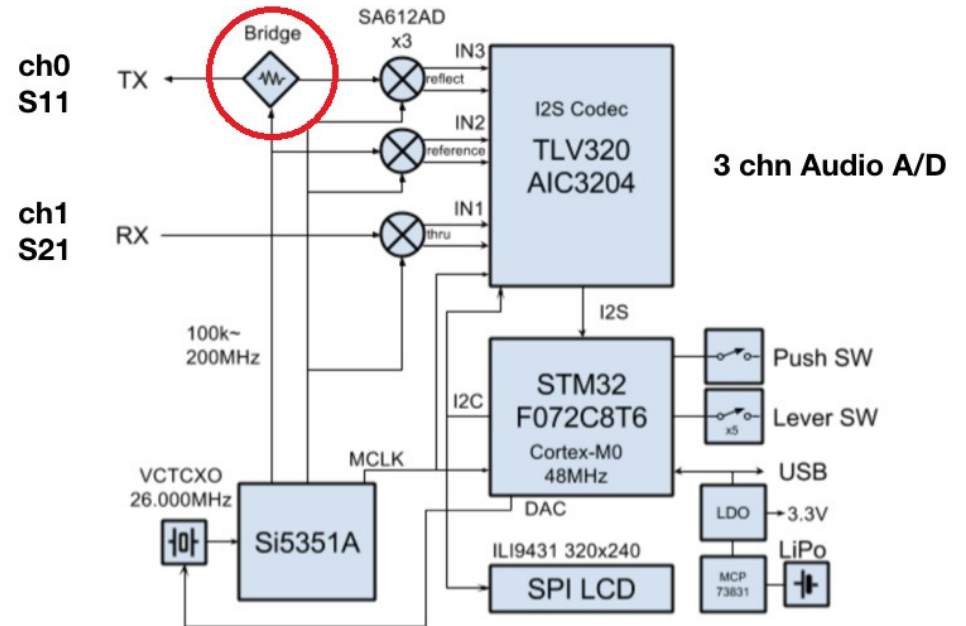 SA612AD
x3
Bridge
ch0
S11
TX
IN3
reflect
IN2
reference
I2S Codec
TLV320
AIC3204
3 chn Audio A/D
ch1
S21
RX
IN1
thru
100k~
200MHz
I2S
I2C
STM32
F072C8T6
Cortex-M0
48MHz
Push SW
x5
Lever SW
MCLK
VCTCXO
26.000MHz
Si5351A
DAC
USB
LDO
3.3V
LiPo
MCP
73831
ILI9431 320x240
SPI LCD